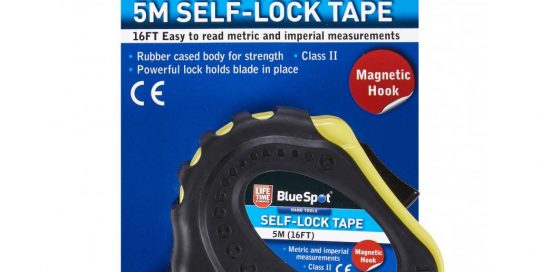 5M SELF-LOCK TAPE
16FT Easy to read metric and imperial measurements
• Rubber cased body for strength • Class II
• Powerful lock holds blade in place
Magnetic
Hook
CE
LIFE
TIME
BlueSpot
HAND TOOLS
SELF-LOCK TAPE
5M (16FT)
• Metric and imperial
measurements
• Class II
CE